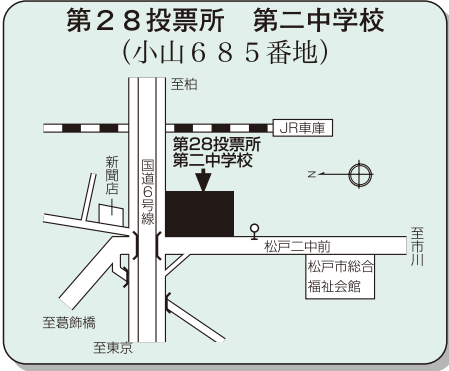 第２８投票所　第二中学校
（小山６８５番地）
至柏
JR車庫
第28投票所
第二中学校
新聞店
国道６号線
N
至市川
松戸二中前
松戸市総合
福祉会館
至葛飾橋
至東京